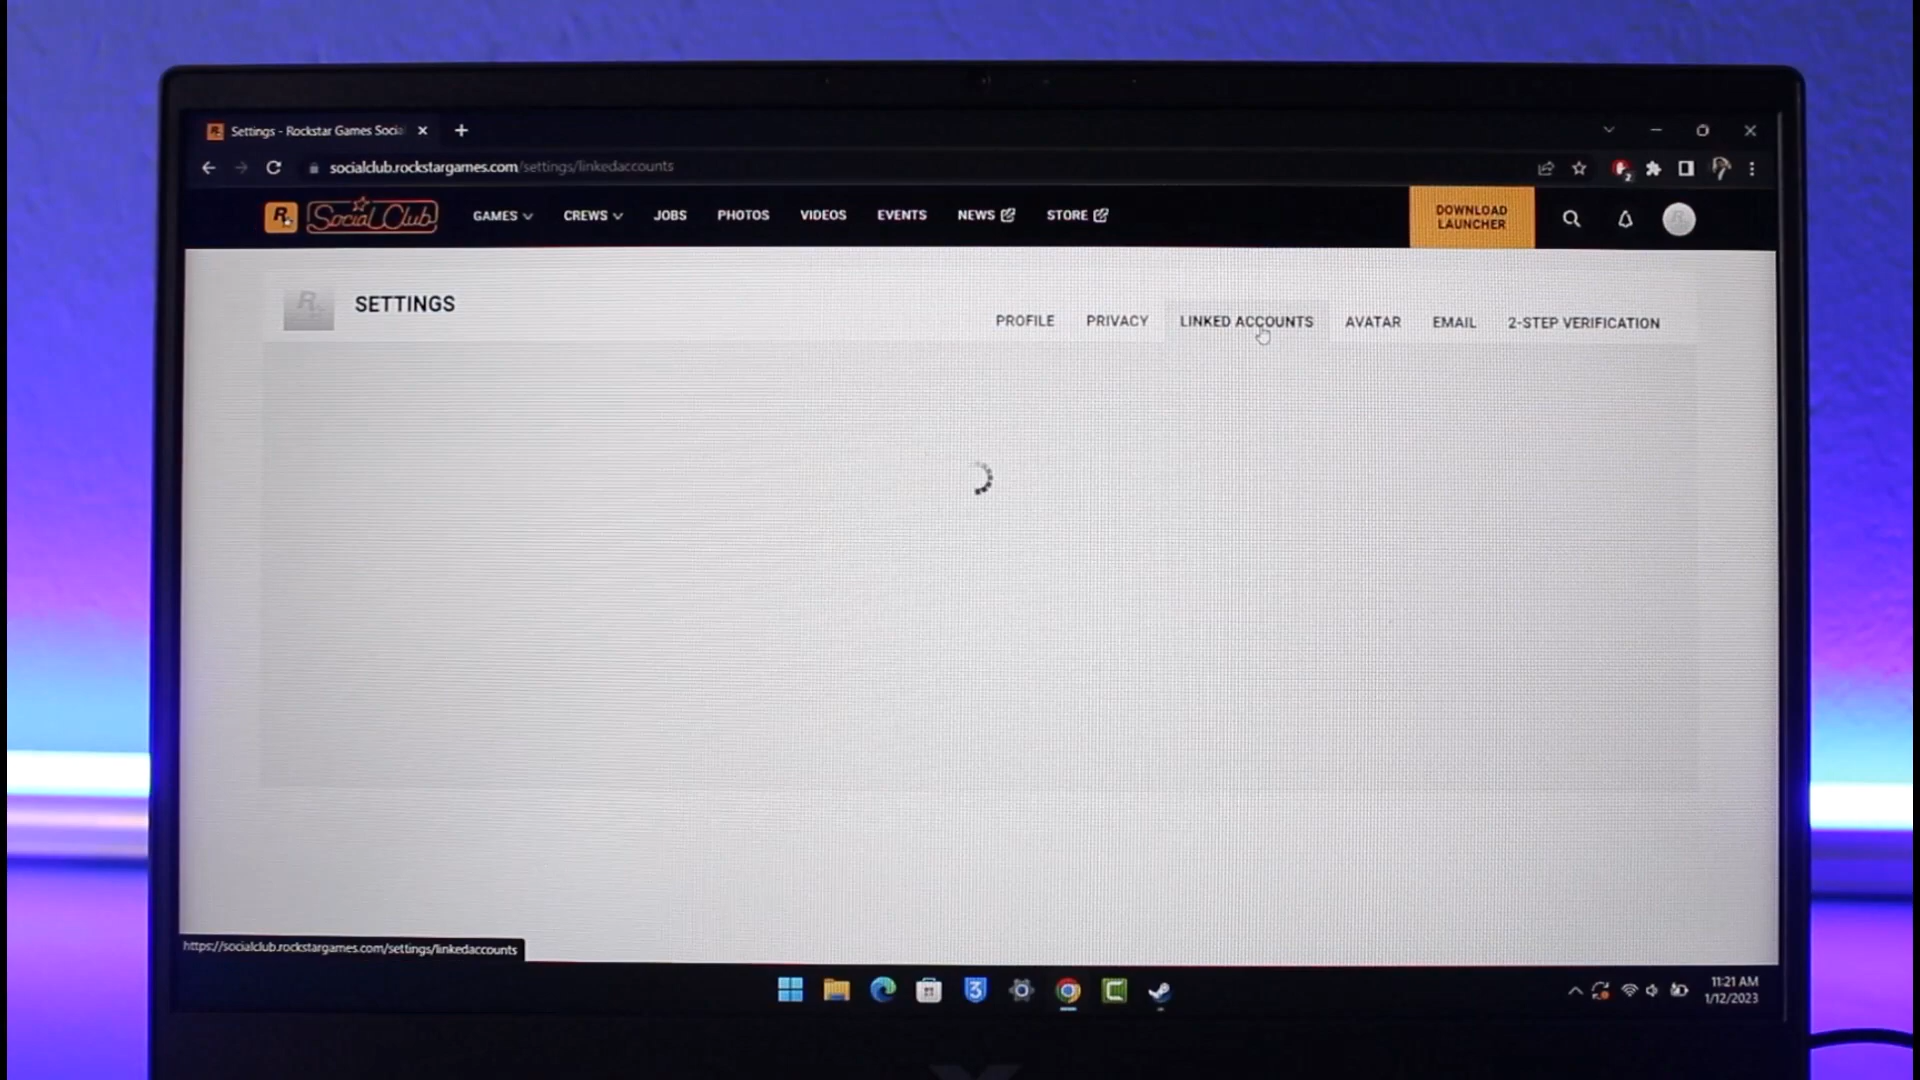 Settings - Rockstar Games Socia
socialclub.rockstargames.com/settings/linkedaccounts
Social Club
GAMES
CREWS
JOBS
PHOTOS
VIDEOS
EVENTS
NEWS
STORE
DOWNLOAD
LAUNCHER
SETTINGS
PROFILE
PRIVACY
LINKED ACCOUNTS
AVATAR
EMAIL
2-STEP VERIFICATION
https://socialclub.rockstargames.com/settings/linkedaccounts
11:21 AM
1/12/2023